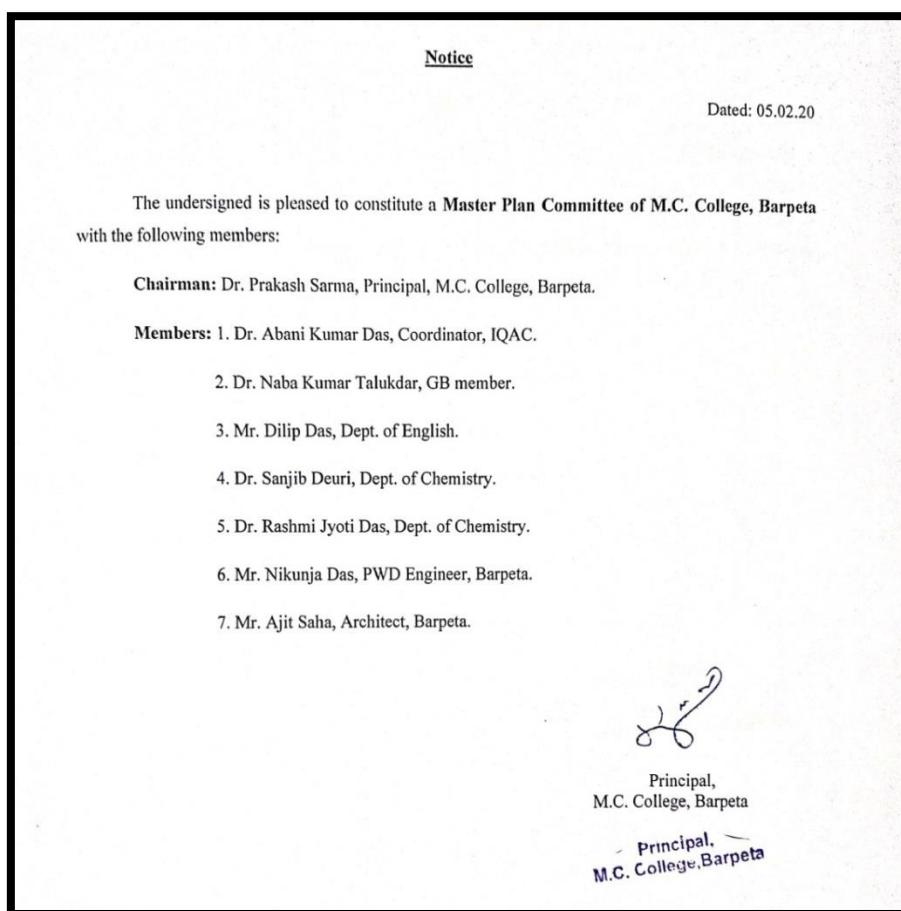 Notice
Dated: 05.02.20
The undersigned is pleased to constitute a Master Plan Committee of M.C. College, Barpeta
with the following members:
Chairman: Dr. Prakash Sarma, Principal, M.C. College, Barpeta.
Members: 1. Dr. Abani Kumar Das, Coordinator, IQAC.
2. Dr. Naba Kumar Talukdar, GB member.
3. Mr. Dilip Das, Dept. of English.
4. Dr. Sanjib Deuri, Dept. of Chemistry.
5. Dr. Rashmi Jyoti Das, Dept. of Chemistry.
6. Mr. Nikunja Das, PWD Engineer, Barpeta.
7. Mr. Ajit Saha, Architect, Barpeta.
Principal,
M.C. College, Barpeta
Principal,
M.C. College,Barpeta